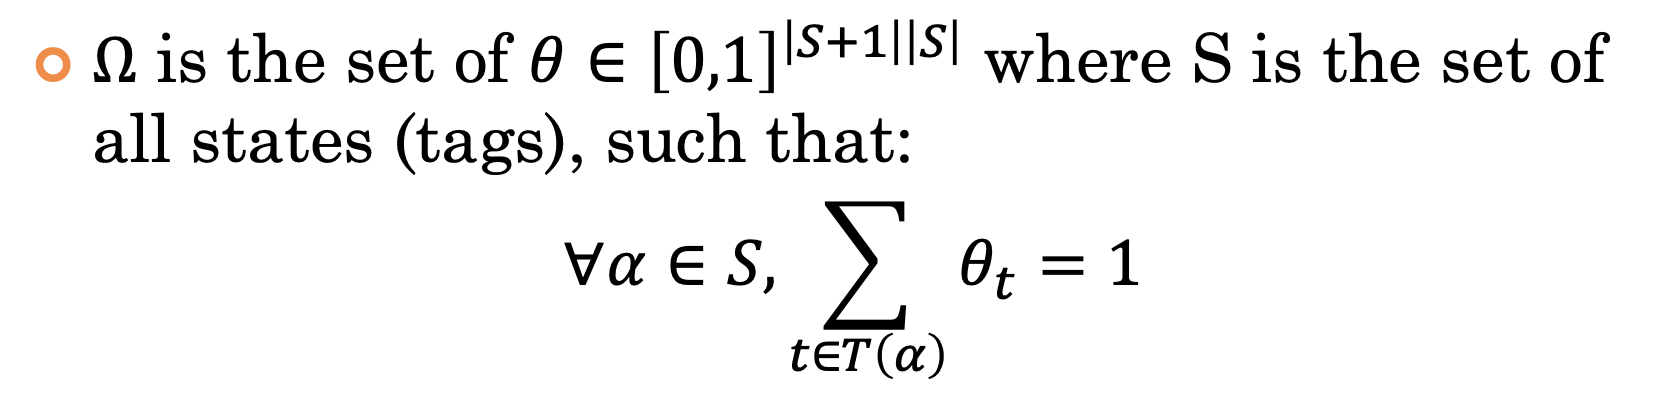 Ω is the set of θ ∈ [0,1]^{|S+1||S|} where S is the set of
all states (tags), such that:
∀α ∈ S, ∑_{t∈T(α)} θ_t = 1